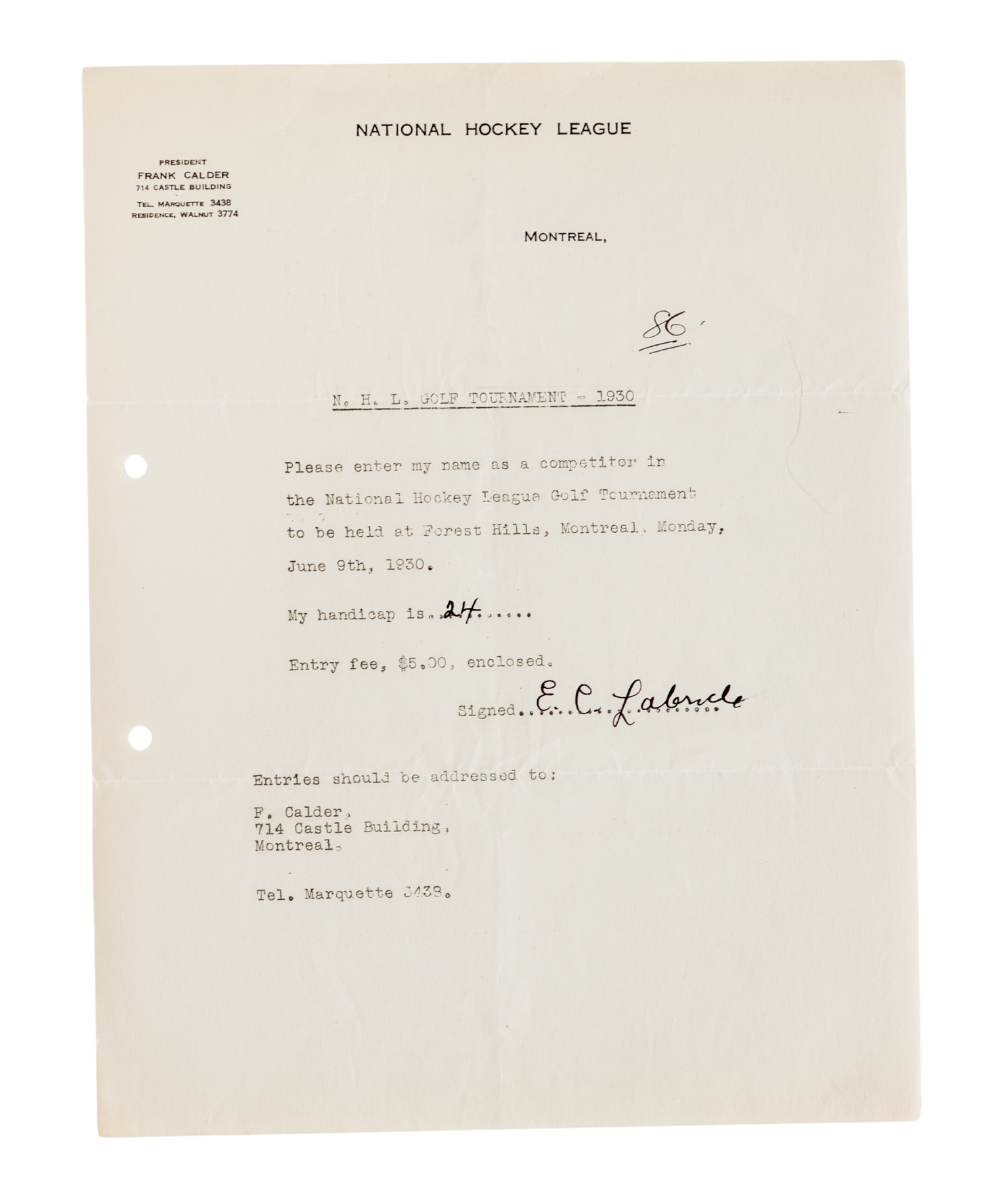 NATIONAL HOCKEY LEAGUE
PRESIDENT
FRANK CALDER
714 CASTLE BUILDING
TEL. MARQUETTE 3438
RESIDENCE, WALNUT 3774
MONTREAL,
86
N. H. L. GOLF TOURNAMENT - 1930
Please enter my name as a competitor in
the National Hockey League Golf Tournament
to be held at Forest Hills, Montreal. Monday,
June 9th, 1930.
My handicap is..24......
Entry fee, $5.00, enclosed.
Signed...E. C. Labride
Entries should be addressed to:
F. Calder,
714 Castle Building,
Montreal.
Tel. Marquette 3438.